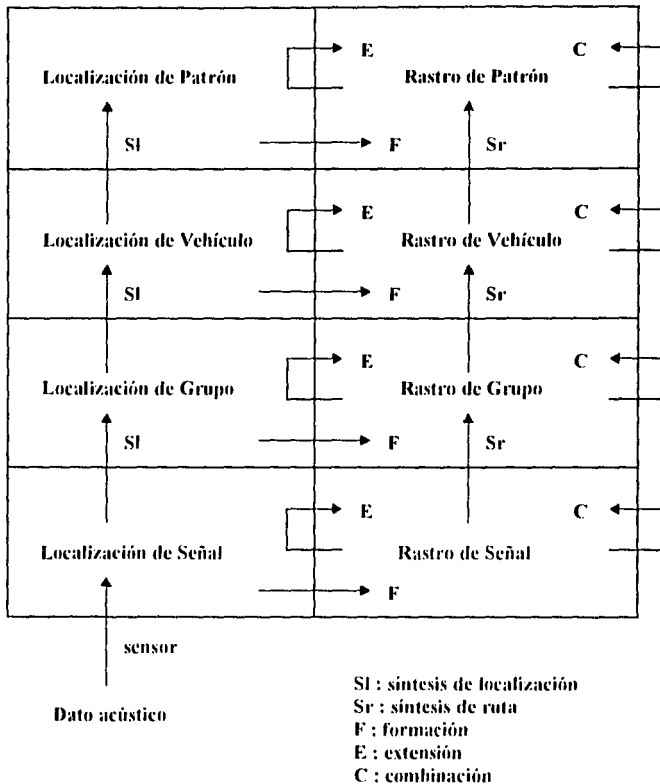 E C
Localización de Patrón Rastro de Patrón
Sl F Sr
E C
Localización de Vehículo Rastro de Vehículo
Sl F Sr
E C
Localización de Grupo Rastro de Grupo
Sl F Sr
E C
Localización de Señal Rastro de Señal
F
sensor
Dato acústico
Sl : síntesis de localización
Sr : síntesis de ruta
F : formación
E : extensión
C : combinación